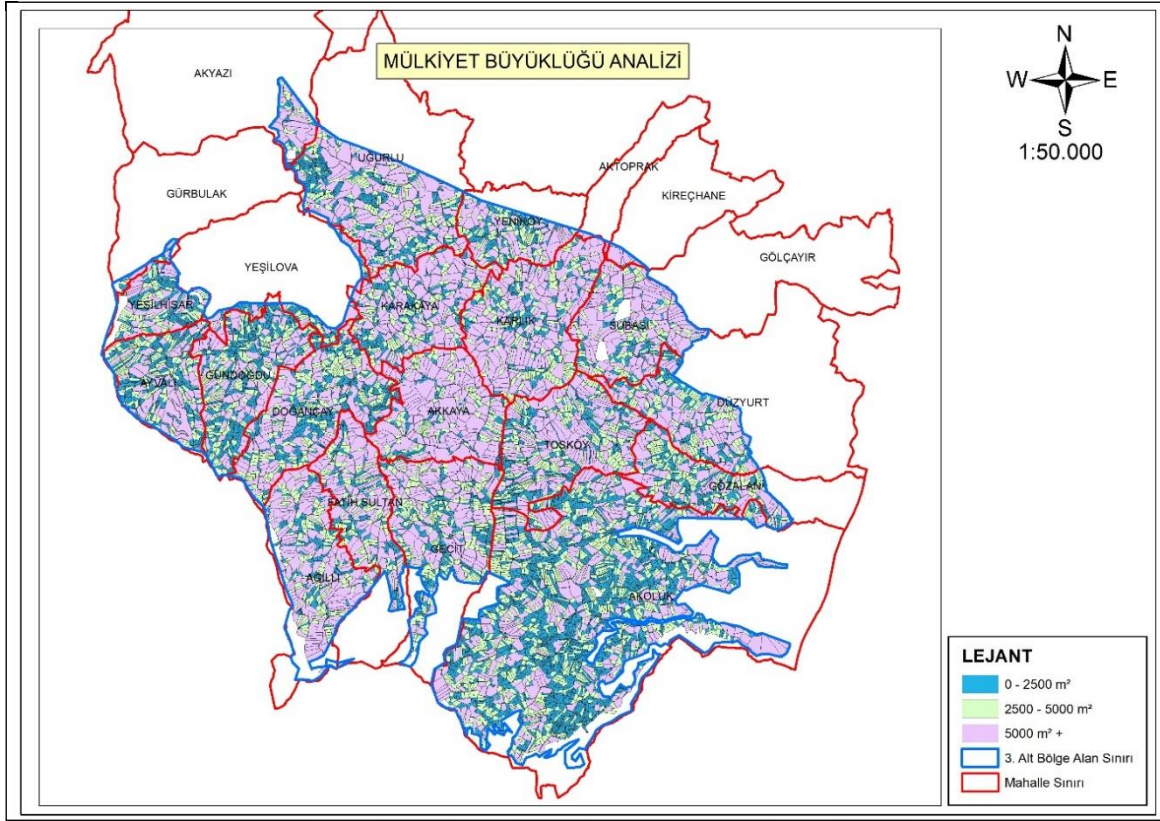 MÜLKİYET BÜYÜKLÜĞÜ ANALİZİ
N
W
E
S
1:50.000
AKYAZI
UĞURLU
AKTOPRAK
KİREÇHANE
GÜRBULAK
YENİKÖY
GÖLÇAYIR
YEŞİLOVA
YEŞİLHİSAR
KARAKAYA
KARLIK
SUBAŞI
GÜNDOĞDU
AYVALI
DOĞANÇAY
AKKAYA
DÜZYURT
TOSKÖY
GÖZALAN
FATİH SULTAN
GEÇİT
AĞILLI
AKOLUK
LEJANT
0 - 2500 m²
2500 - 5000 m²
5000 m² +
3. Alt Bölge Alan Sınırı
Mahalle Sınırı